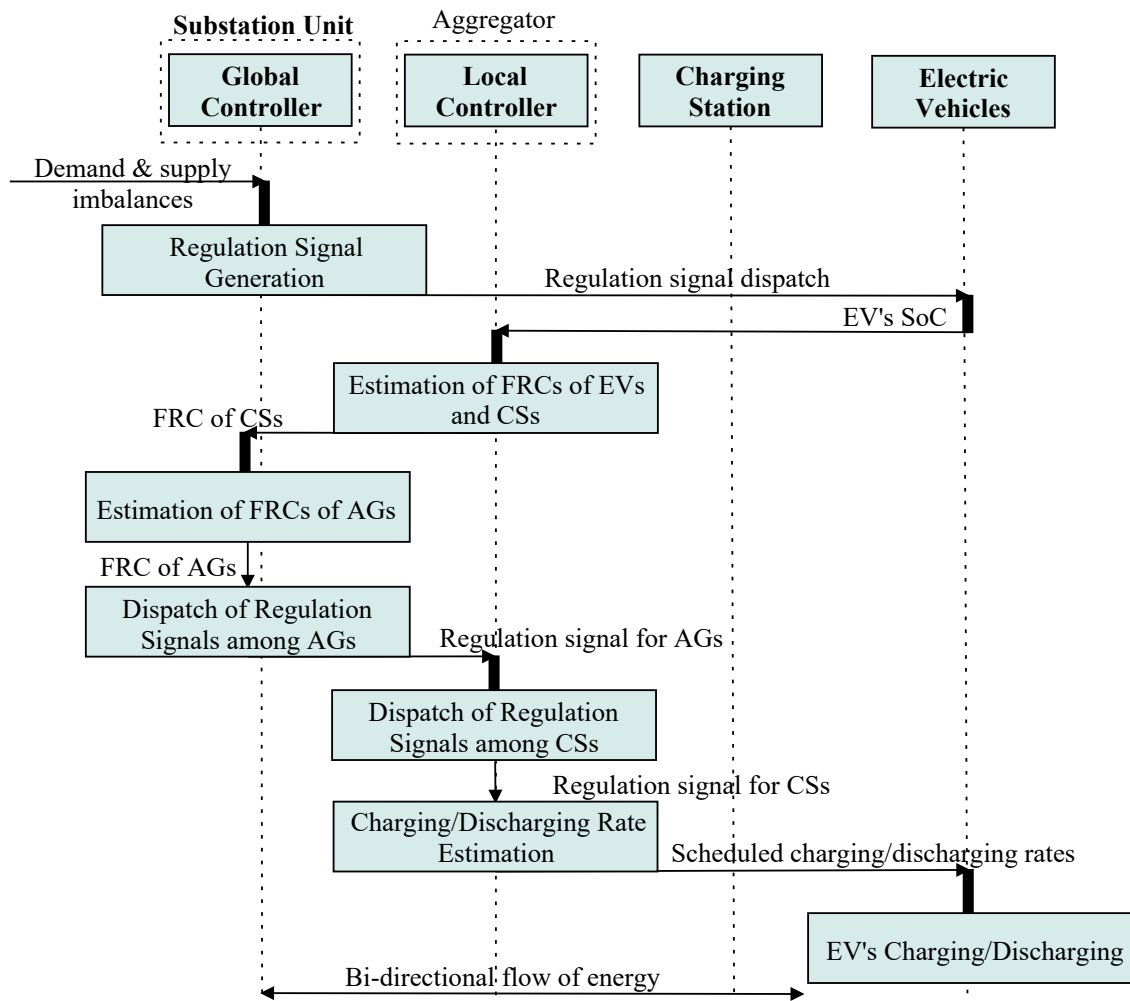 Substation Unit
Aggregator
Global
Controller
Local
Controller
Charging
Station
Electric
Vehicles
Demand & supply
imbalances
Regulation Signal
Generation
Regulation signal dispatch
EV's SoC
Estimation of FRCs of EVs
and CSs
FRC of CSs
Estimation of FRCs of AGs
FRC of AGs
Dispatch of Regulation
Signals among AGs
Regulation signal for AGs
Dispatch of Regulation
Signals among CSs
Regulation signal for CSs
Charging/Discharging Rate
Estimation
Scheduled charging/discharging rates
EV's Charging/Discharging
Bi-directional flow of energy